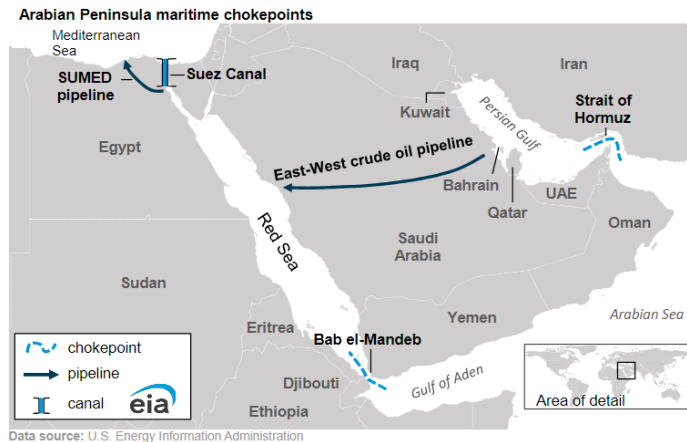 Arabian Peninsula maritime chokepoints
Mediterranean
Sea
SUMED
pipeline
Suez Canal
Iraq
Iran
Kuwait
Persian Gulf
Strait of
Hormuz
Egypt
East-West crude oil pipeline
Bahrain
Qatar
UAE
Oman
Red Sea
Saudi
Arabia
Sudan
Eritrea
Yemen
Arabian Sea
Bab el-Mandeb
Djibouti
Gulf of Aden
Ethiopia
chokepoint
pipeline
canal
eia
Area of detail
Data source: U.S. Energy Information Administration